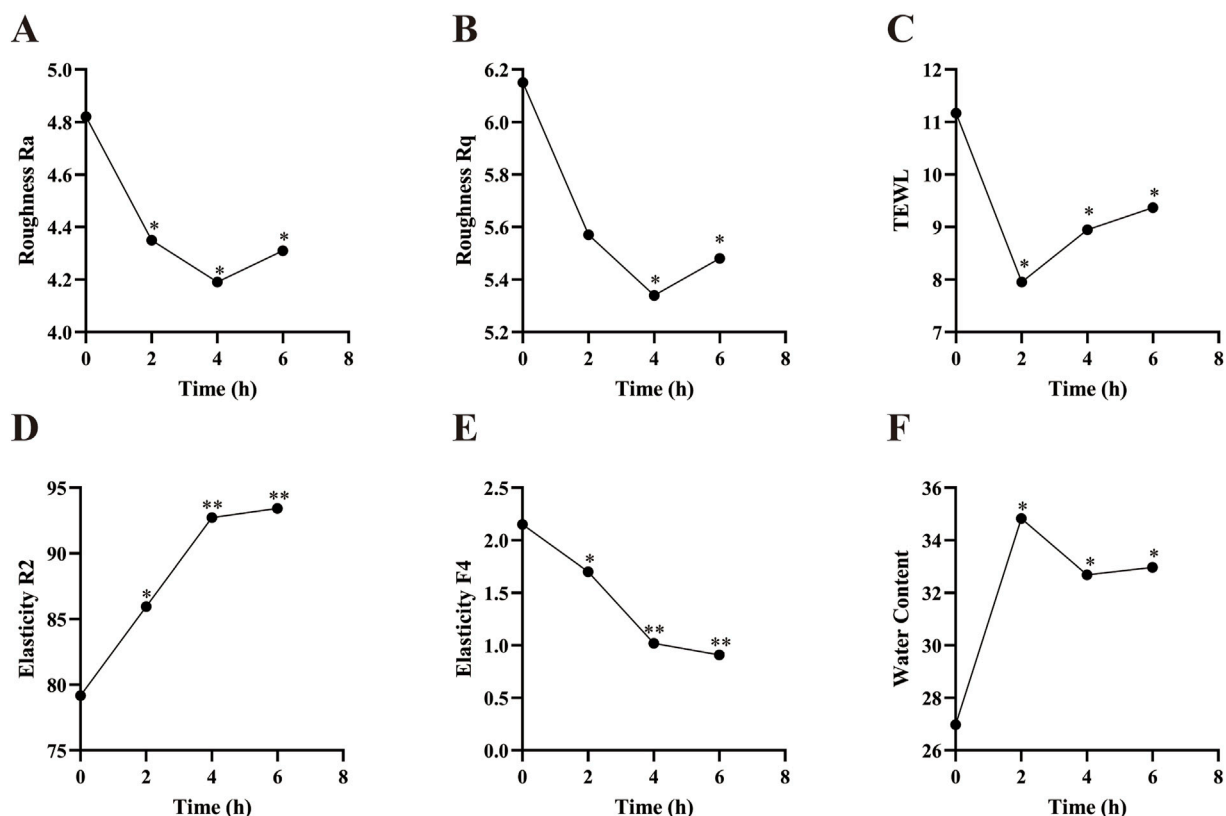 A
Roughness Ra
5.0
4.8
4.6
4.4
4.2
4.0
*
*
*
0 2 4 6 8
Time (h)
B
Roughness Rq
6.2
6.0
5.8
5.6
5.4
5.2
*
*
0 2 4 6 8
Time (h)
C
TEWL
12
11
10
9
8
7
*
*
*
0 2 4 6 8
Time (h)
D
Elasticity R2
95
90
85
80
75
*
**
**
0 2 4 6 8
Time (h)
E
Elasticity F4
2.5
2.0
1.5
1.0
0.5
0.0
*
**
**
0 2 4 6 8
Time (h)
F
Water Content
36
34
32
30
28
26
*
*
*
0 2 4 6 8
Time (h)